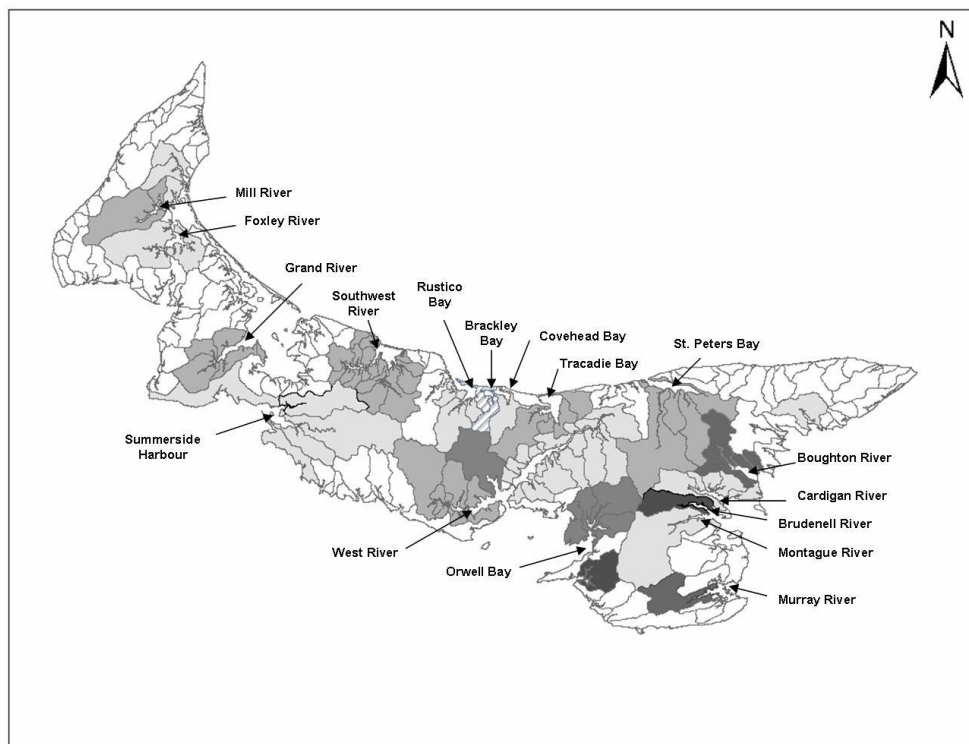 N
Mill River
Foxley River
Grand River
Southwest
River
Rustico
Bay
Brackley
Bay
Covehead Bay
Tracadie Bay
St. Peters Bay
Summerside
Harbour
Boughton River
Cardigan River
Brudenell River
West River
Montague River
Orwell Bay
Murray River